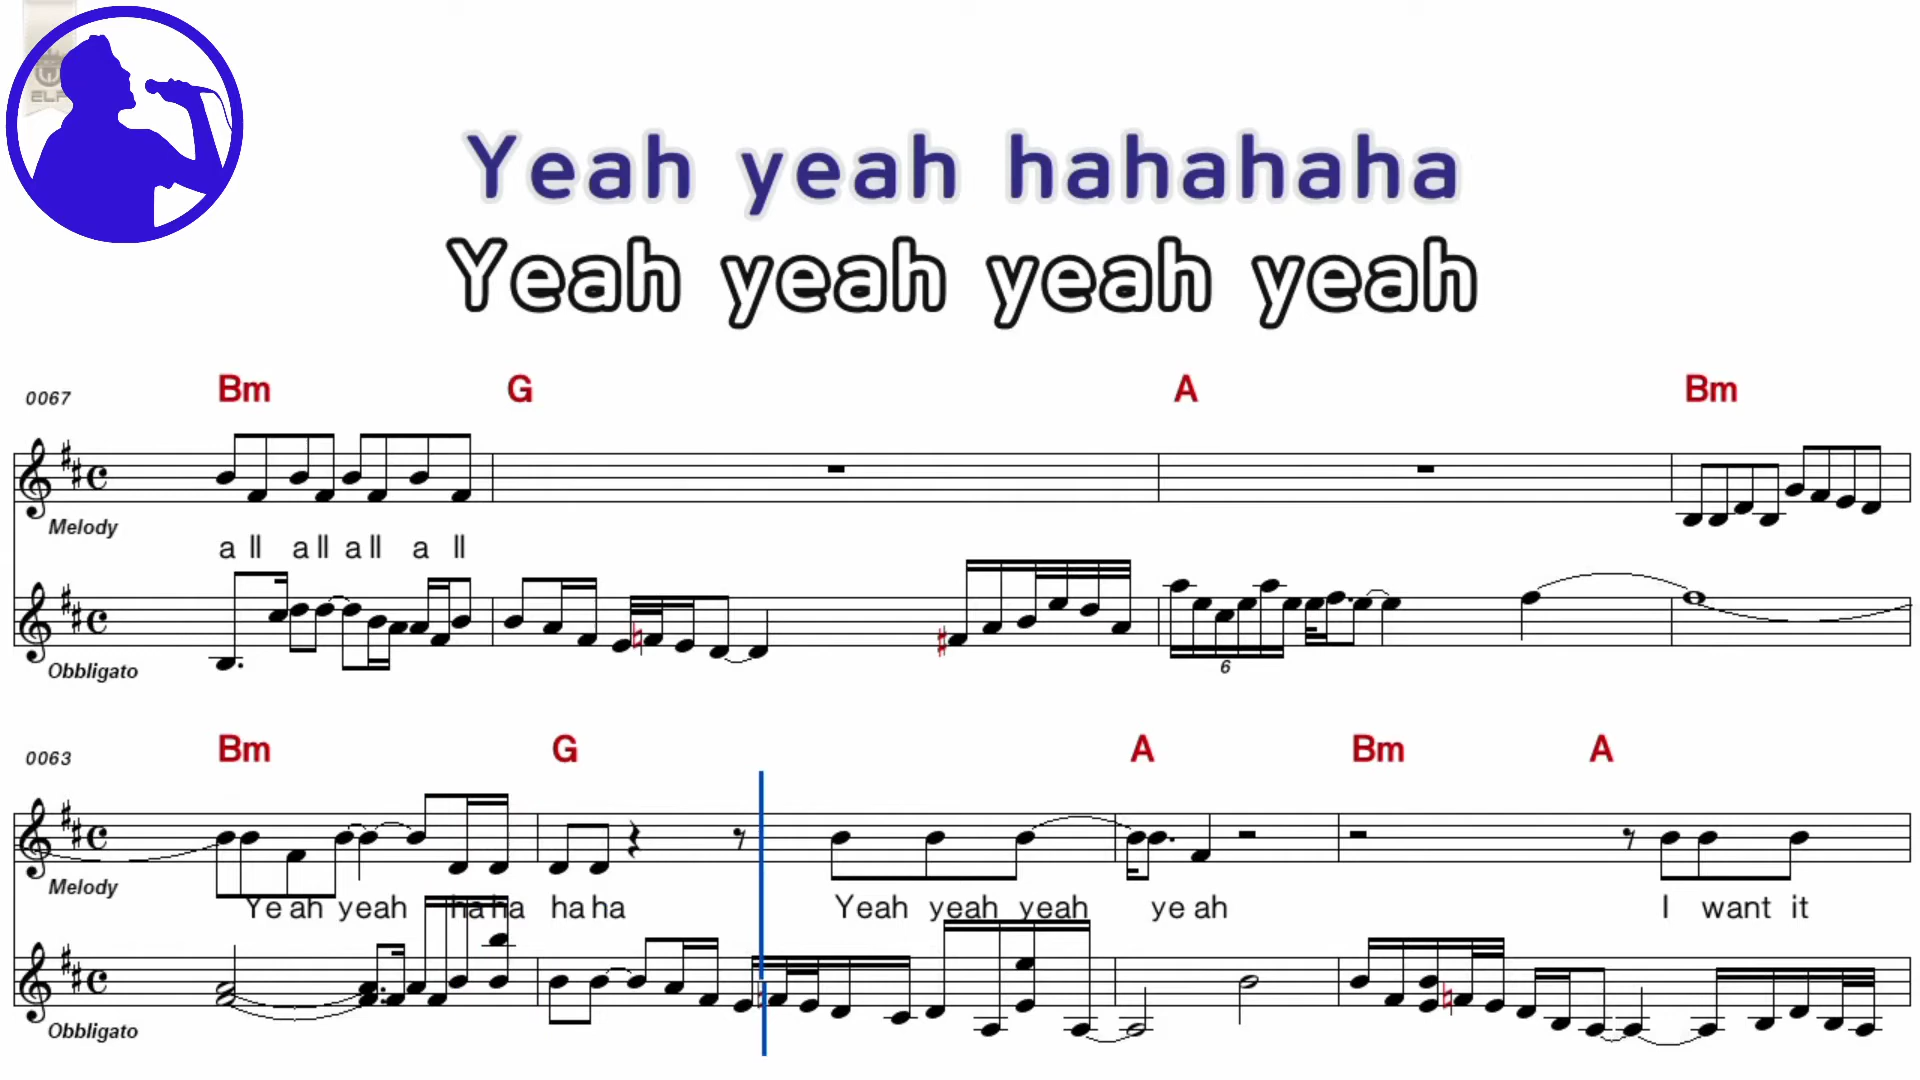 ELF
Yeah yeah hahahaha
Yeah yeah yeah yeah
0067 Bm G A Bm
Melody
a ll a ll a ll a ll
6
Obbligato
0063 Bm G A Bm A
Melody
Ye ah yeah ha ha ha ha Yeah yeah yeah ye ah I want it
Obbligato